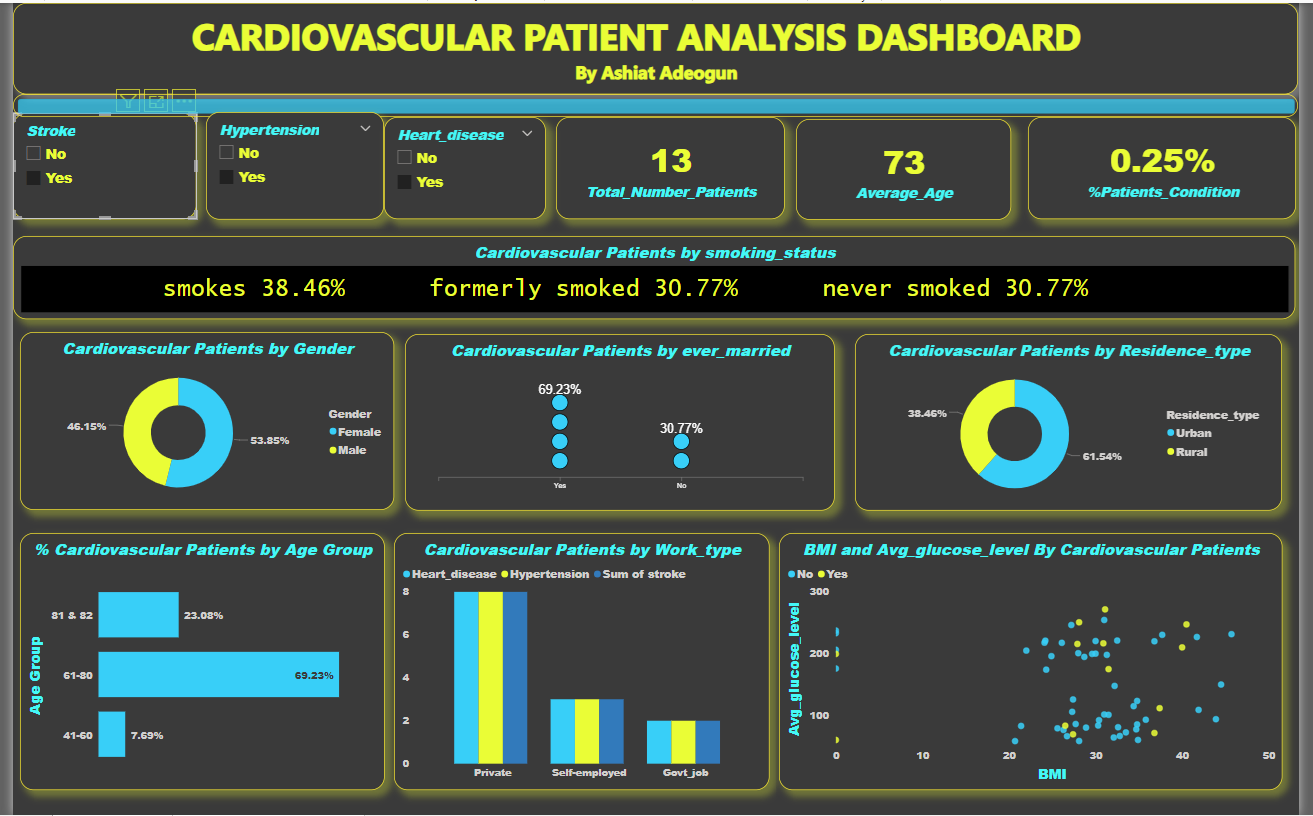 CARDIOVASCULAR PATIENT ANALYSIS DASHBOARD
By Ashiat Adeogun
Stroke
No
Yes
Hypertension
No
Yes
Heart_disease
No
Yes
13
Total_Number_Patients
73
Average_Age
0.25%
%Patients_Condition
Cardiovascular Patients by smoking_status
smokes 38.46% formerly smoked 30.77% never smoked 30.77%
Cardiovascular Patients by Gender
46.15%
53.85%
Gender
Female
Male
Cardiovascular Patients by ever_married
69.23%
30.77%
Yes No
Cardiovascular Patients by Residence_type
38.46%
61.54%
Residence_type
Urban
Rural
% Cardiovascular Patients by Age Group
Age Group
81 & 82 23.08%
61-80 69.23%
41-60 7.69%
Cardiovascular Patients by Work_type
Heart_disease Hypertension Sum of stroke
8
6
4
2
0
Private Self-employed Govt_job
BMI and Avg_glucose_level By Cardiovascular Patients
No Yes
Avg_glucose_level
300
200
100
0 10 20 30 40 50
BMI